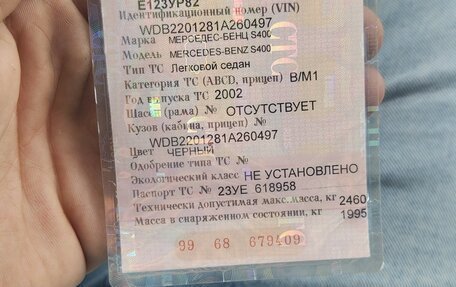 Е123УР82
Идентификационный номер (VIN)
WDB2201281A260497
Марка МЕРСЕДЕС-БЕНЦ S400
Модель MERCEDES-BENZ S400
Тип ТС Легковой седан
Категория ТС (ABCD, прицеп) B/M1
Год выпуска ТС 2002
Шасси (рама) № ОТСУТСТВУЕТ
Кузов (кабина, прицеп) №
WDB2201281A260497
Цвет ЧЕРНЫЙ
Одобрение типа ТС №
Экологический класс НЕ УСТАНОВЛЕНО
Паспорт ТС № 23УЕ 618958
Технически допустимая макс.масса, кг 2460
Масса в снаряженном состоянии, кг 1995
99 68 679409